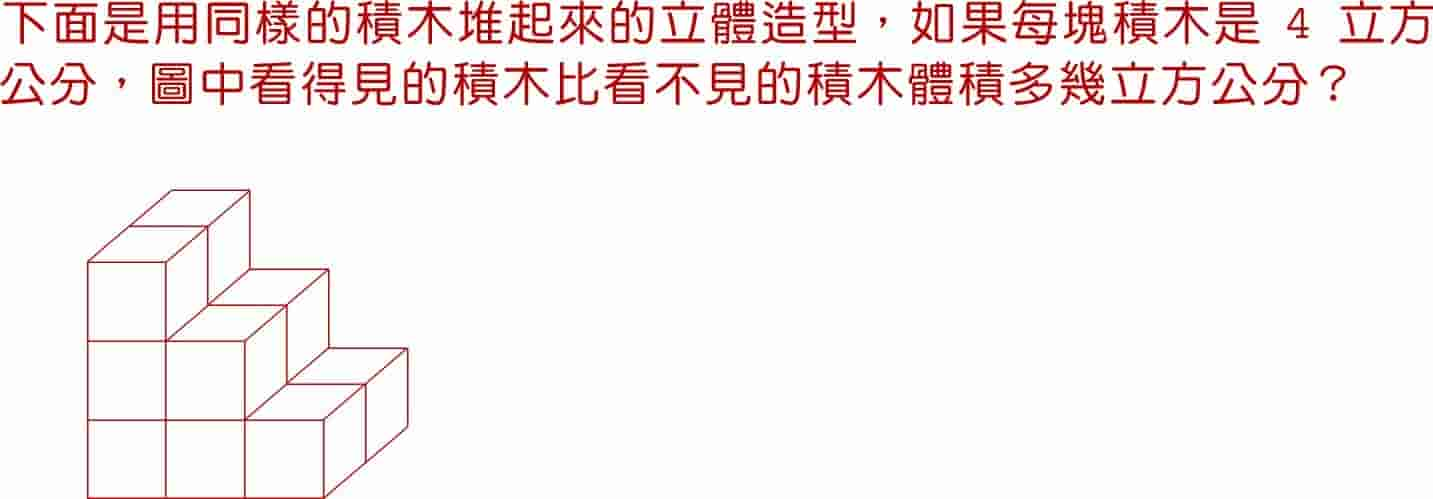 下面是用同樣的積木堆起來的立體造型，如果每塊積木是 4 立方
公分，圖中看得見的積木比看不見的積木體積多幾立方公分？